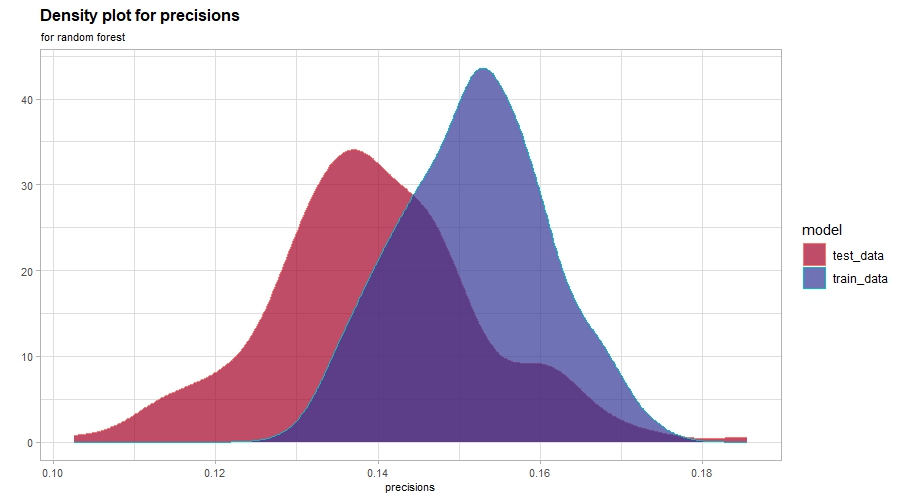 Density plot for precisions
for random forest
40
30
20
10
0
0.10 0.12 0.14 0.16 0.18
precisions
model
test_data
train_data